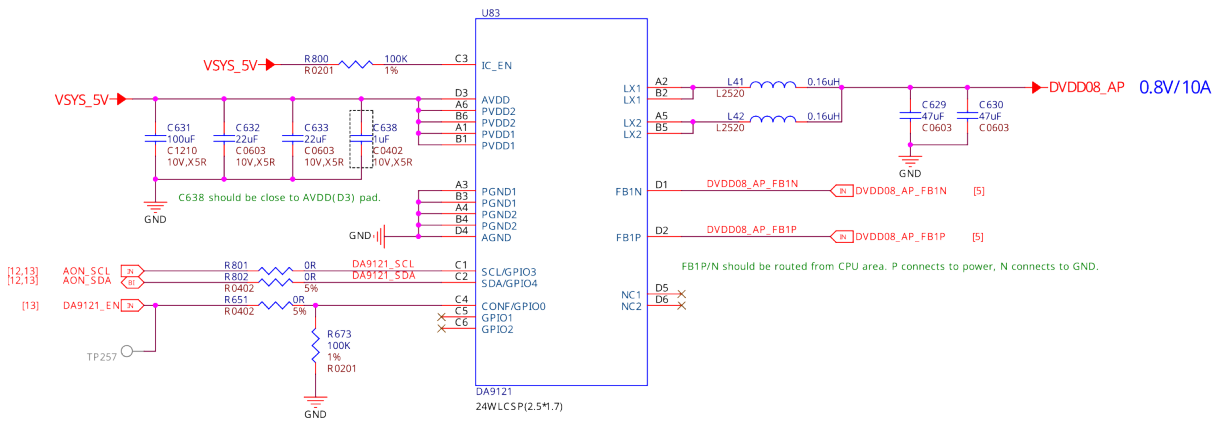 U83
VSYS_5V
R800
R0201
100K
1%
C3
IC_EN
VSYS_5V
C631
100uF
C1210
10V,X5R
C632
22uF
C0603
10V,X5R
C633
22uF
C0603
10V,X5R
C638
1uF
C0402
10V,X5R
D3
AVDD
A6
PVDD2
B6
PVDD2
A1
PVDD1
B1
PVDD1
GND
C638 should be close to AVDD(D3) pad.
A3
PGND1
B3
PGND1
A4
PGND2
B4
PGND2
D4
AGND
GND
[12,13]
AON_SCL
IN
R801
0R
DA9121_SCL
C1
SCL/GPIO3
[12,13]
AON_SDA
BI
R802
R0402
0R
5%
DA9121_SDA
C2
SDA/GPIO4
[13]
DA9121_EN
IN
R651
R0402
0R
5%
C4
CONF/GPIO0
C5
GPIO1
C6
GPIO2
TP257
R673
100K
1%
R0201
GND
LX1
A2
LX1
B2
LX2
A5
LX2
B5
L41
L2520
0.16uH
L42
L2520
0.16uH
C629
47uF
C0603
C630
47uF
C0603
GND
DVDD08_AP
0.8V/10A
FB1N
D1
DVDD08_AP_FB1N
IN
DVDD08_AP_FB1N
[5]
FB1P
D2
DVDD08_AP_FB1P
IN
DVDD08_AP_FB1P
[5]
FB1P/N should be routed from CPU area. P connects to power, N connects to GND.
NC1
D5
NC2
D6
DA9121
24WLCSP(2.5*1.7)